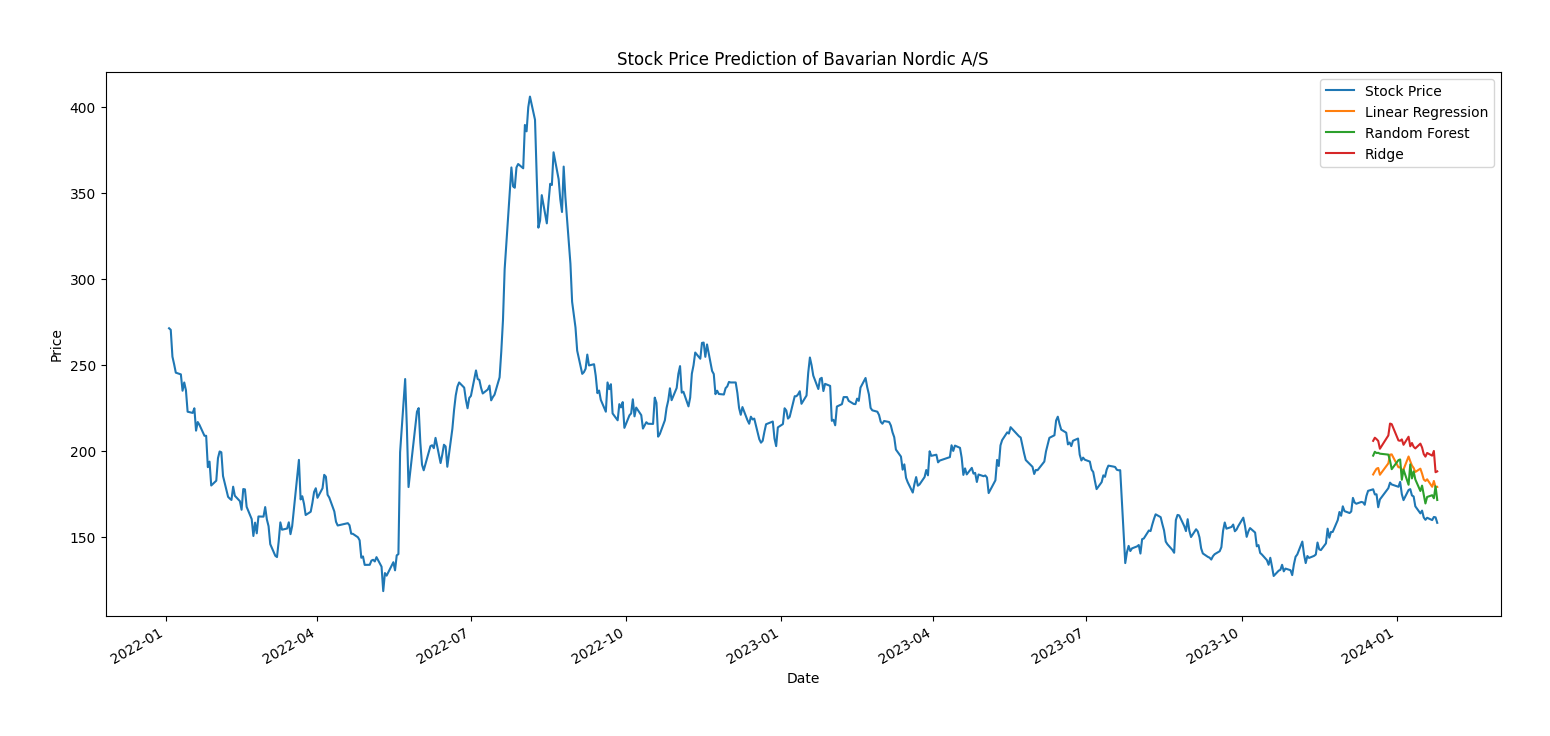 Stock Price Prediction of Bavarian Nordic A/S
Stock Price
Linear Regression
Random Forest
Ridge
Price
400
350
300
250
200
150
2022-01
2022-04
2022-07
2022-10
2023-01
2023-04
2023-07
2023-10
2024-01
Date